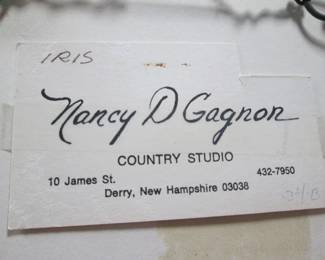 IRIS
Nancy D Gagnon
COUNTRY STUDIO
10 James St. 432-7950
Derry, New Hampshire 03038